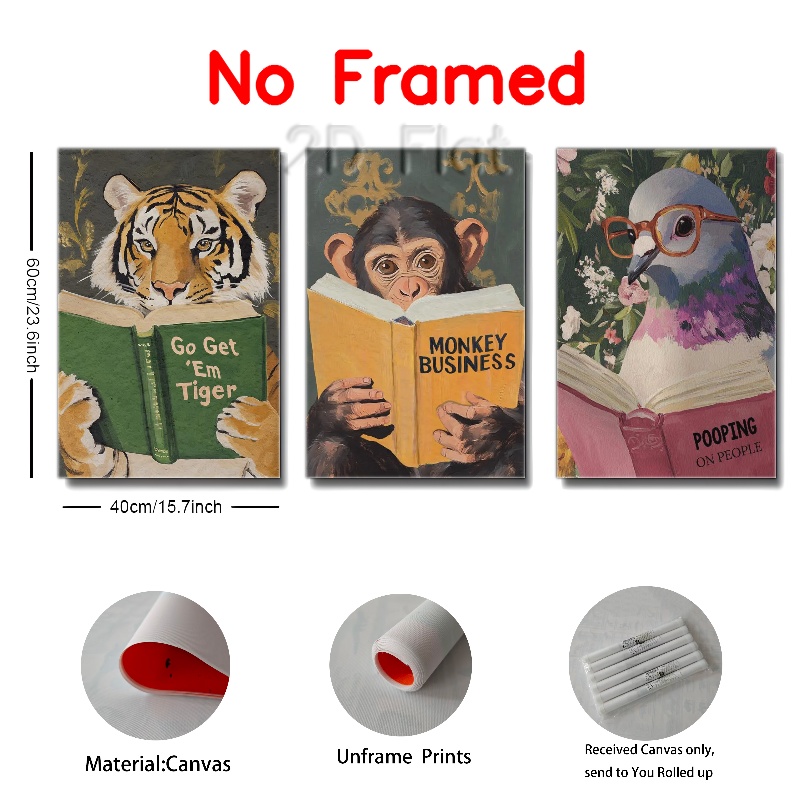 No Framed
2D Flat
60cm/23.6inch
Go Get
'Em
Tiger
MONKEY
BUSINESS
POOPING
ON PEOPLE
40cm/15.7inch
Material:Canvas
Unframe Prints
Received Canvas only,
send to You Rolled up